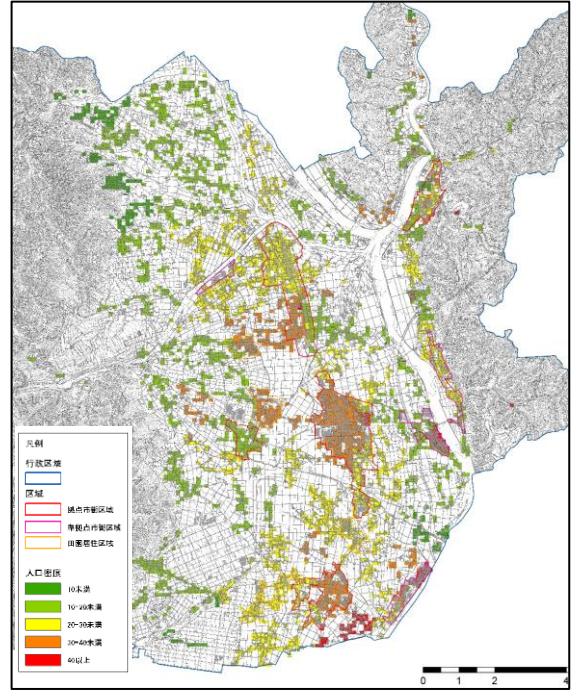 凡例
行政区域
区域
拠点市街区域
準拠点市街区域
田園居住区域
人口密度
10未満
10-20未満
20-30未満
30-40未満
40以上
0 1 2 4